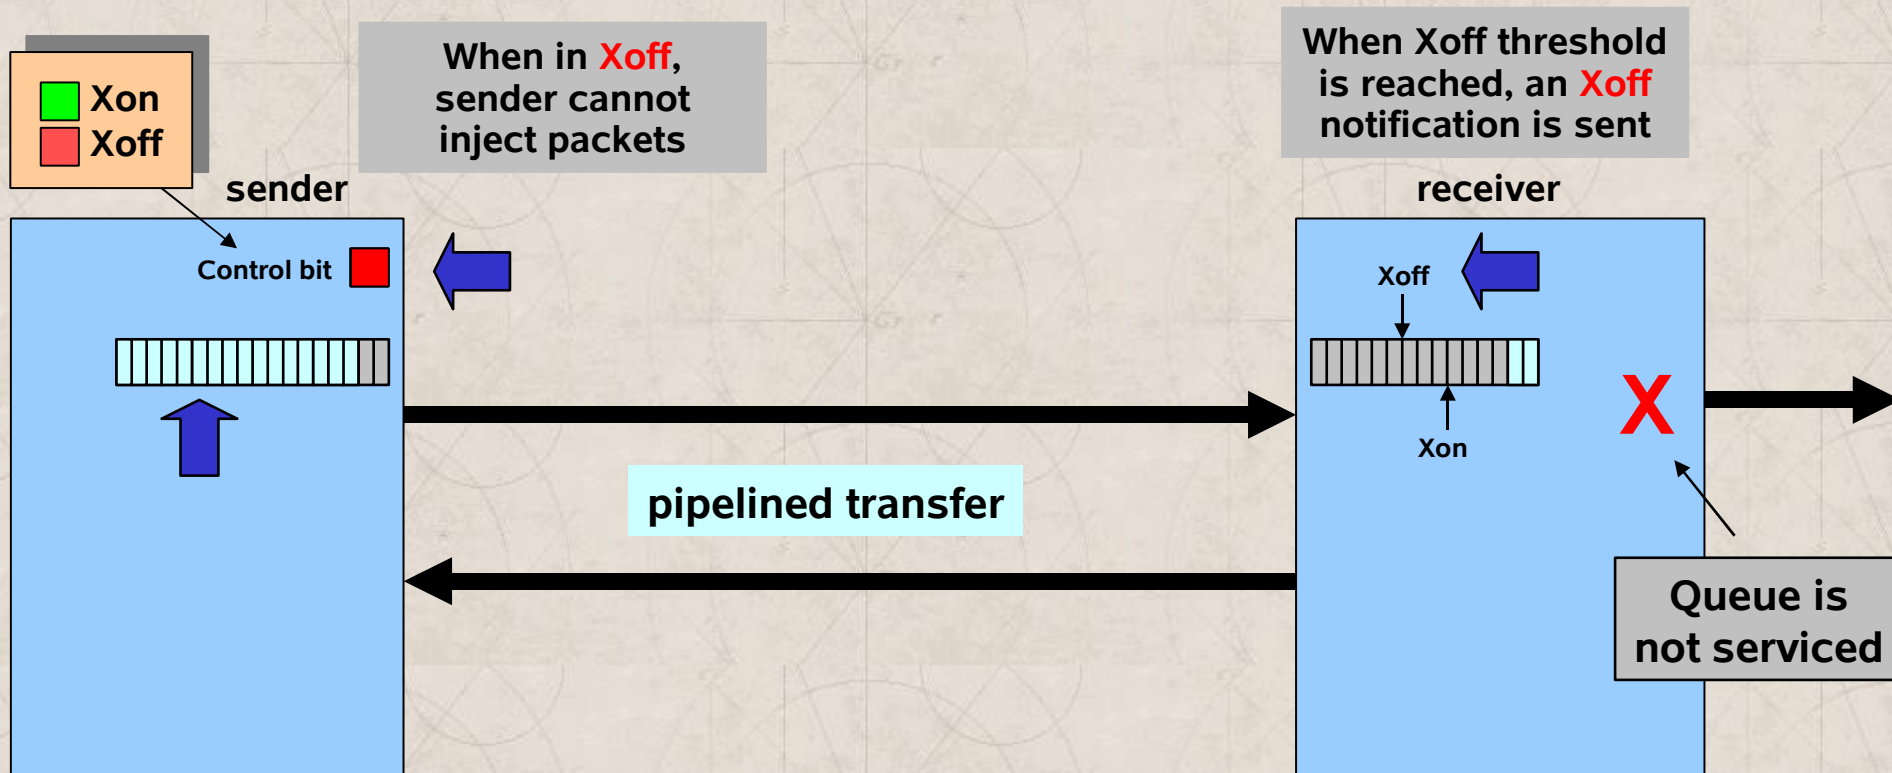 Xon
Xoff
When in Xoff,
sender cannot
inject packets
When Xoff threshold
is reached, an Xoff
notification is sent
sender
receiver
Control bit
Xoff
Xon
X
pipelined transfer
Queue is
not serviced